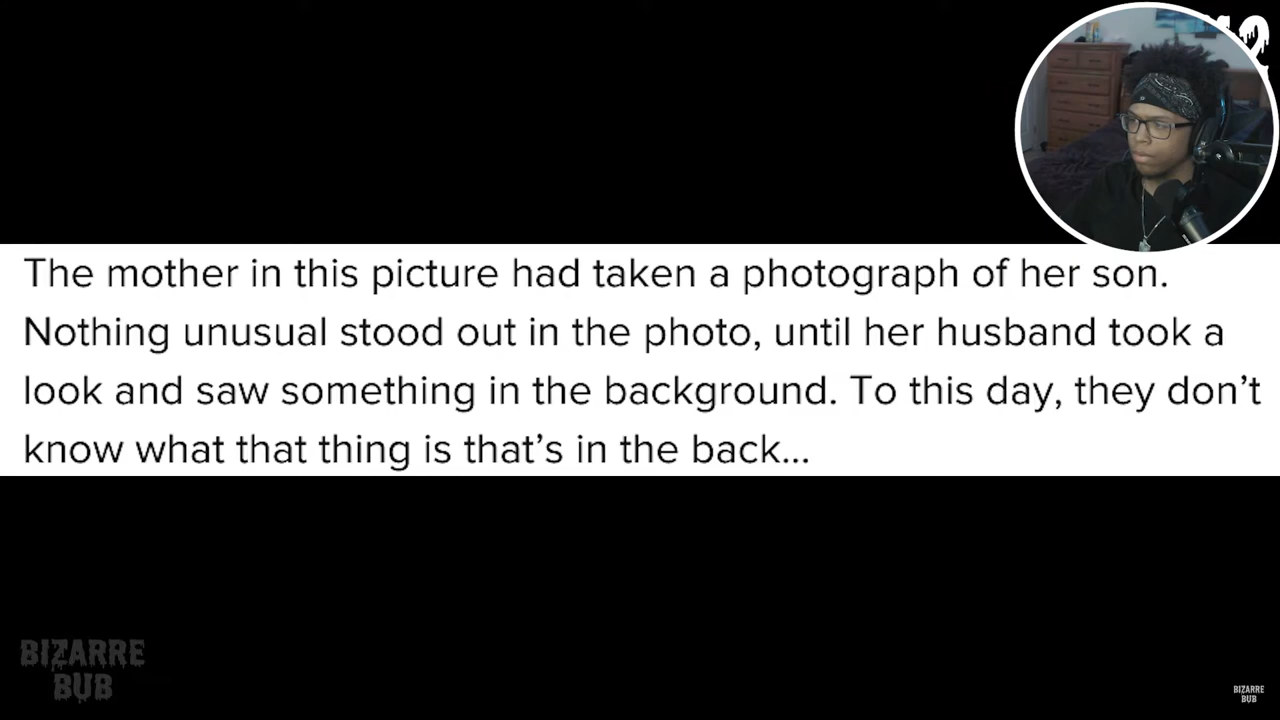 The mother in this picture had taken a photograph of her son.
Nothing unusual stood out in the photo, until her husband took a
look and saw something in the background. To this day, they don’t
know what that thing is that’s in the back...
BIZARRE
BUB
BIZARRE
BUB